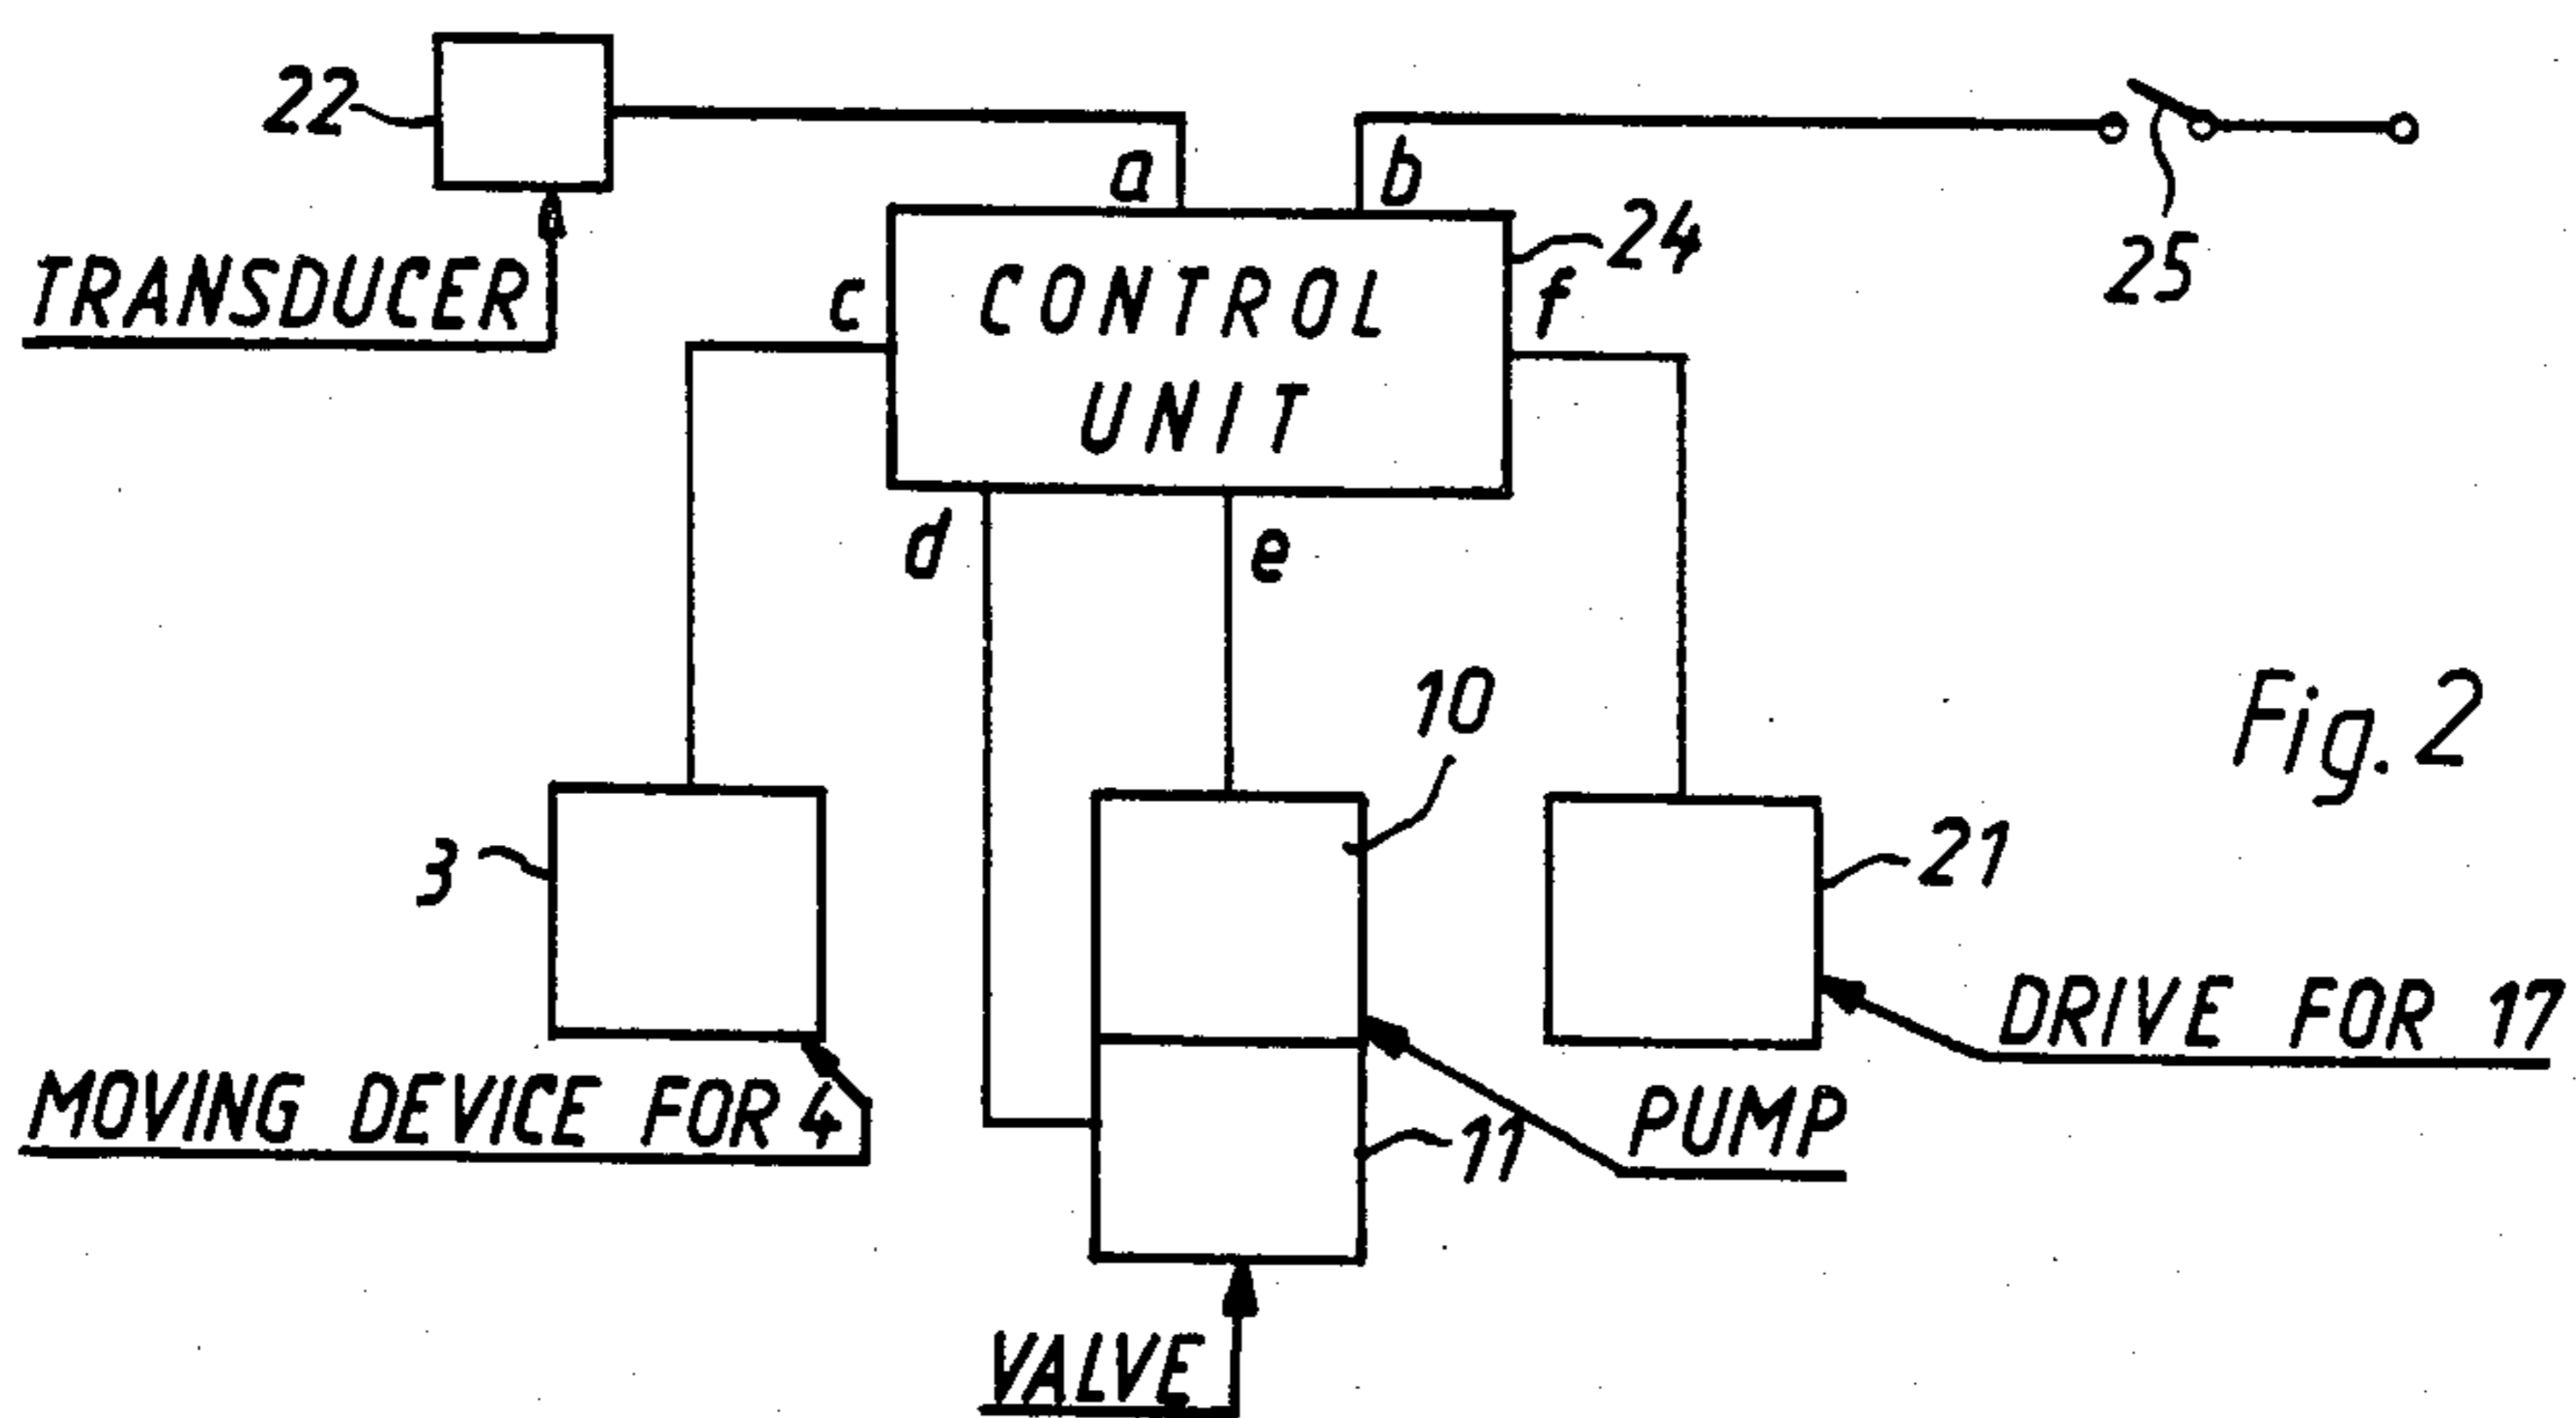 22
TRANSDUCER
a
b
25
24
c
CONTROL
UNIT
f
d
e
10
Fig. 2
3
21
MOVING DEVICE FOR 4
11
PUMP
DRIVE FOR 17
VALVE